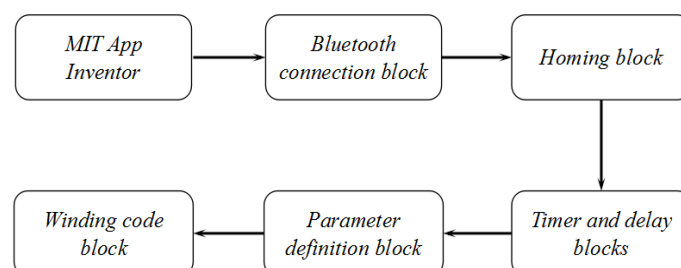 MIT App
Inventor
Bluetooth
connection block
Homing block
Timer and delay
blocks
Parameter
definition block
Winding code
block